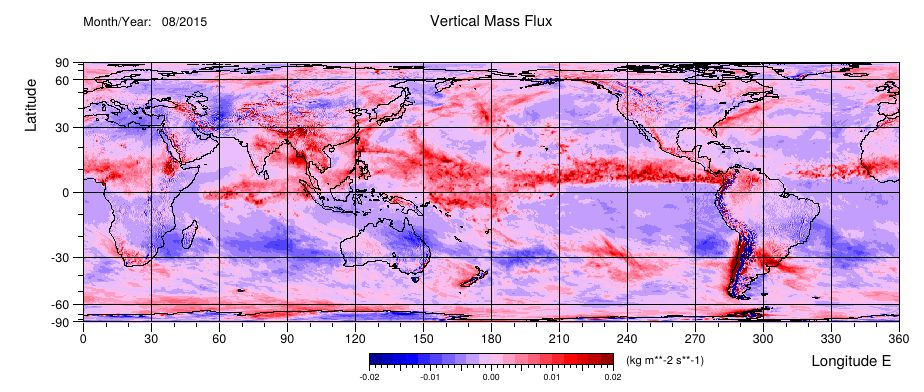 Month/Year: 08/2015
Vertical Mass Flux
Latitude
90
60
30
0
-30
-60
-90
0 30 60 90 120 150 180 210 240 270 300 330 360
Longitude E
-0.02 -0.01 0.00 0.01 0.02
(kg m**-2 s**-1)